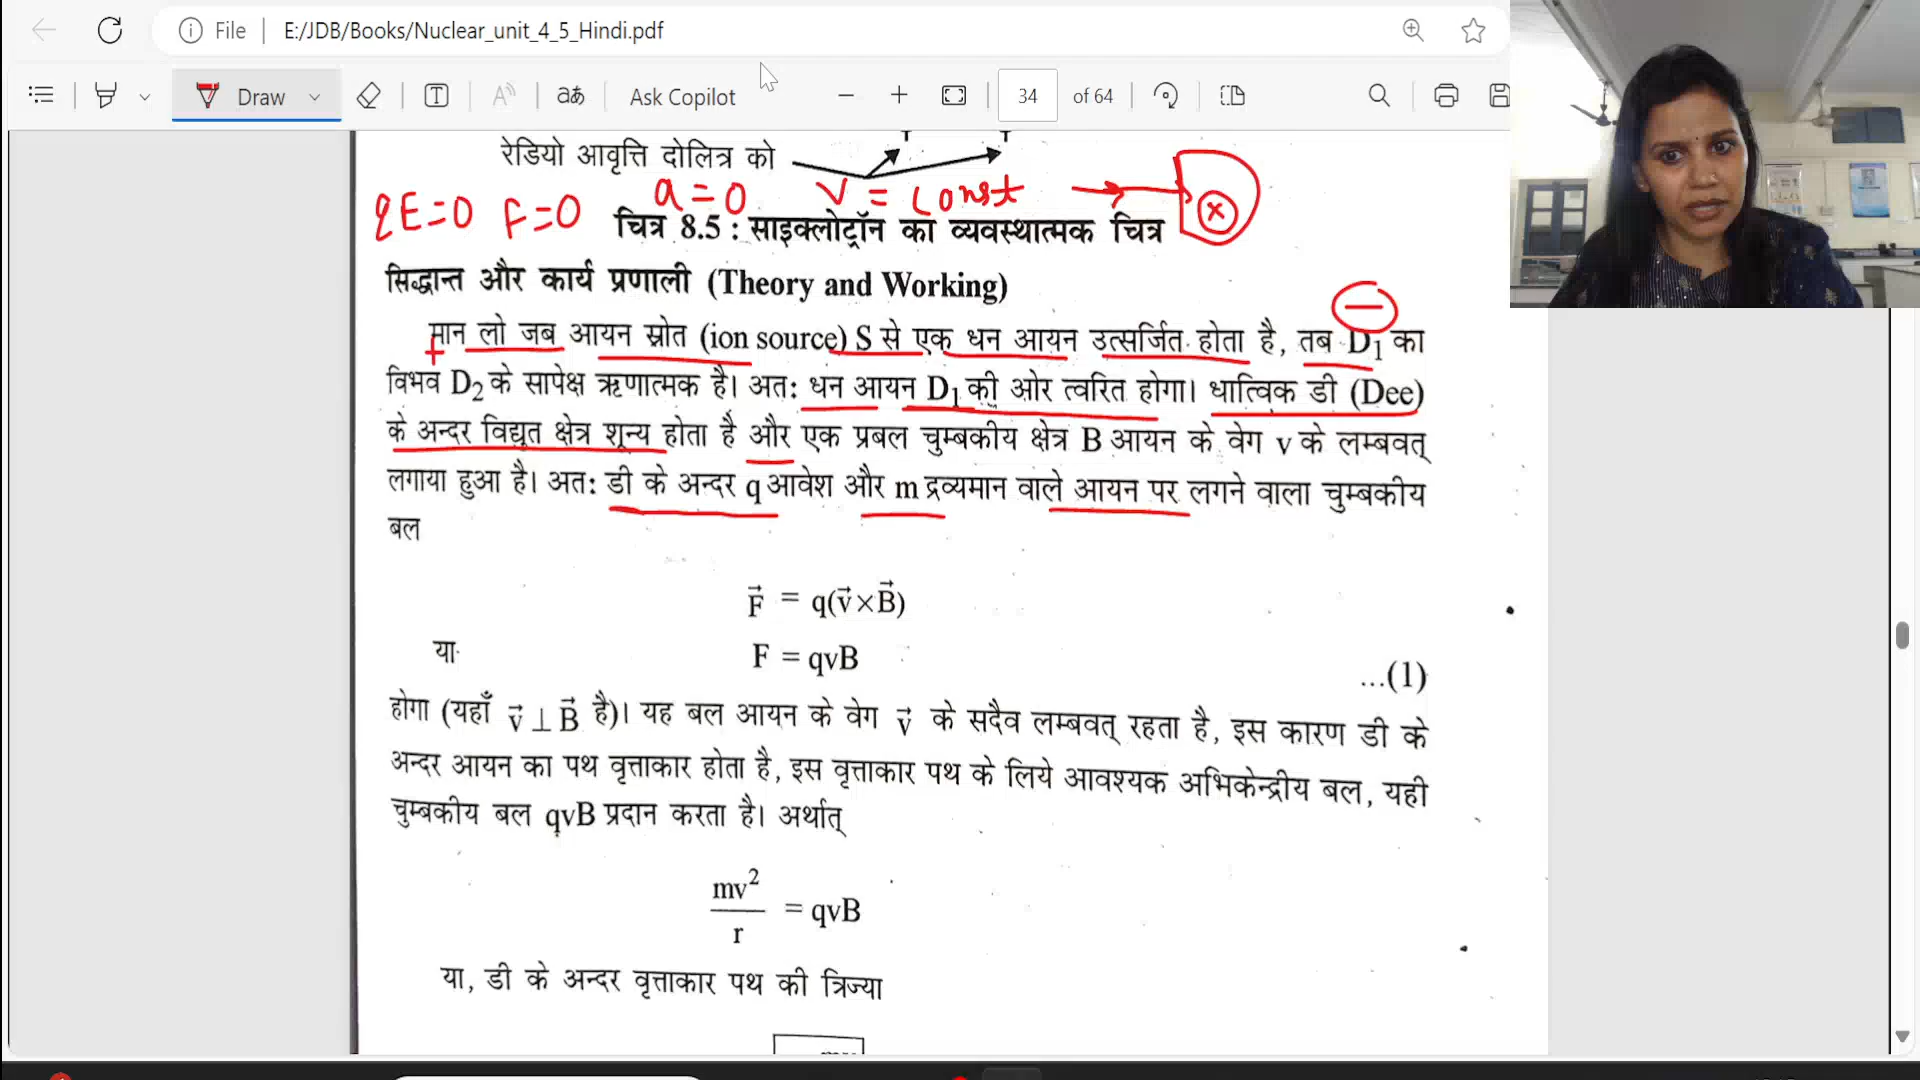 File E:/JDB/Books/Nuclear_unit_4_5_Hindi.pdf
Draw T A aあ Ask Copilot 34 of 64
रेडियो आवृत्ति दोलित्र को
qE=0 F=0 a=0 v = const
चित्र 8.5 : साइक्लोट्रॉन का व्यवस्थात्मक चित्र
सिद्धान्त और कार्य प्रणाली (Theory and Working)
मान लो जब आयन स्रोत (ion source) S से एक धन आयन उत्सर्जित होता है, तब D1 का
विभव D2 के सापेक्ष ऋणात्मक है। अतः धन आयन D1 की ओर त्वरित होगा। धात्विक डी (Dee)
के अन्दर विद्युत क्षेत्र शून्य होता है और एक प्रबल चुम्बकीय क्षेत्र B आयन के वेग v के लम्बवत्
लगाया हुआ है। अतः डी के अन्दर q आवेश और m द्रव्यमान वाले आयन पर लगने वाला चुम्बकीय
बल
F⃗ = q(v⃗×B⃗)
या F = qvB ...(1)
होगा (यहाँ v⃗ ⊥ B⃗ है)। यह बल आयन के वेग v⃗ के सदैव लम्बवत् रहता है, इस कारण डी के
अन्दर आयन का पथ वृत्ताकार होता है, इस वृत्ताकार पथ के लिये आवश्यक अभिकेन्द्रीय बल, यही
चुम्बकीय बल qvB प्रदान करता है। अर्थात्
mv²/r = qvB
या, डी के अन्दर वृत्ताकार पथ की त्रिज्या